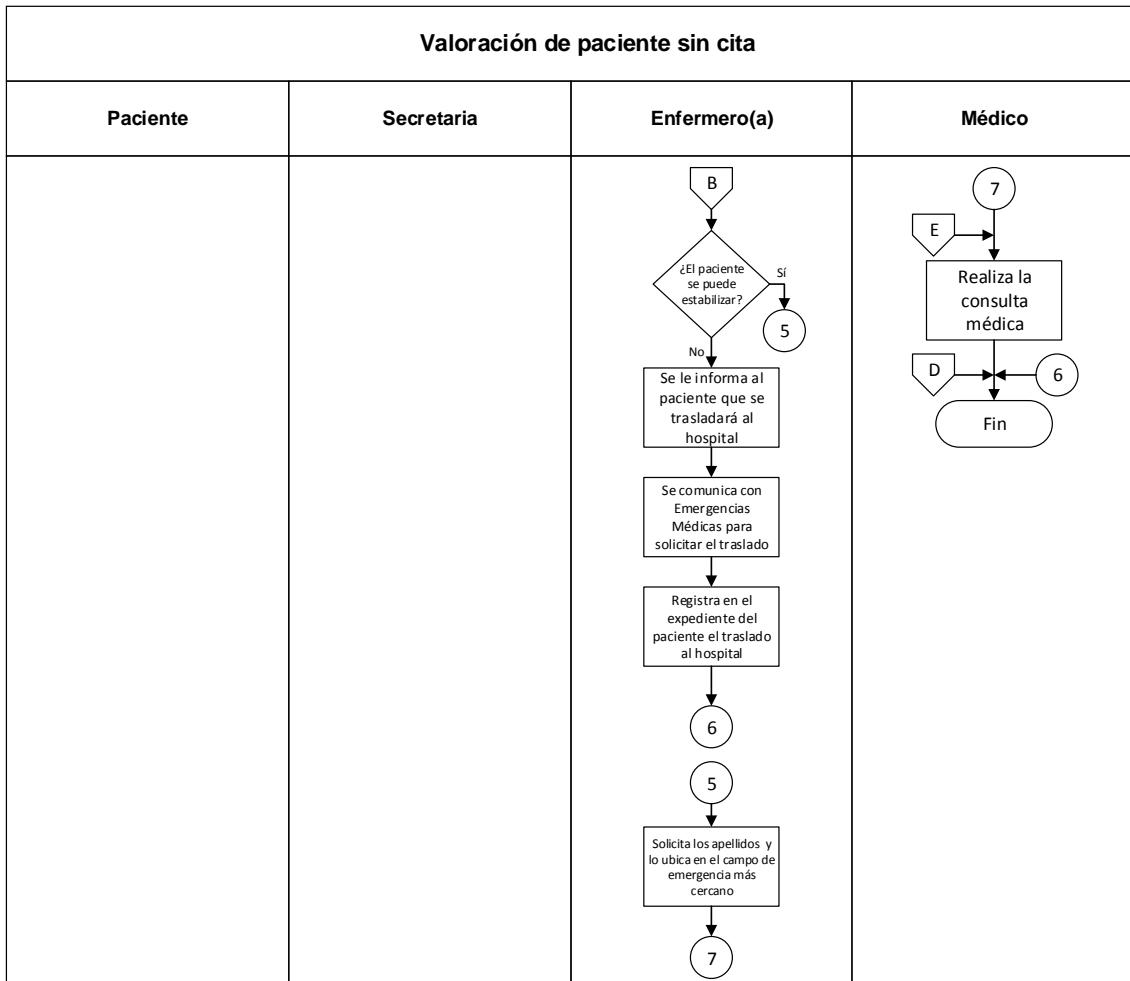 Valoración de paciente sin cita
Paciente
Secretaria
Enfermero(a)
Médico
B
¿El paciente
se puede
estabilizar?
Sí
5
No
Se le informa al
paciente que se
trasladará al
hospital
Se comunica con
Emergencias
Médicas para
solicitar el traslado
Registra en el
expediente del
paciente el traslado
al hospital
6
5
Solicita los apellidos y
lo ubica en el campo de
emergencia más
cercano
7
7
E
Realiza la
consulta
médica
D
6
Fin